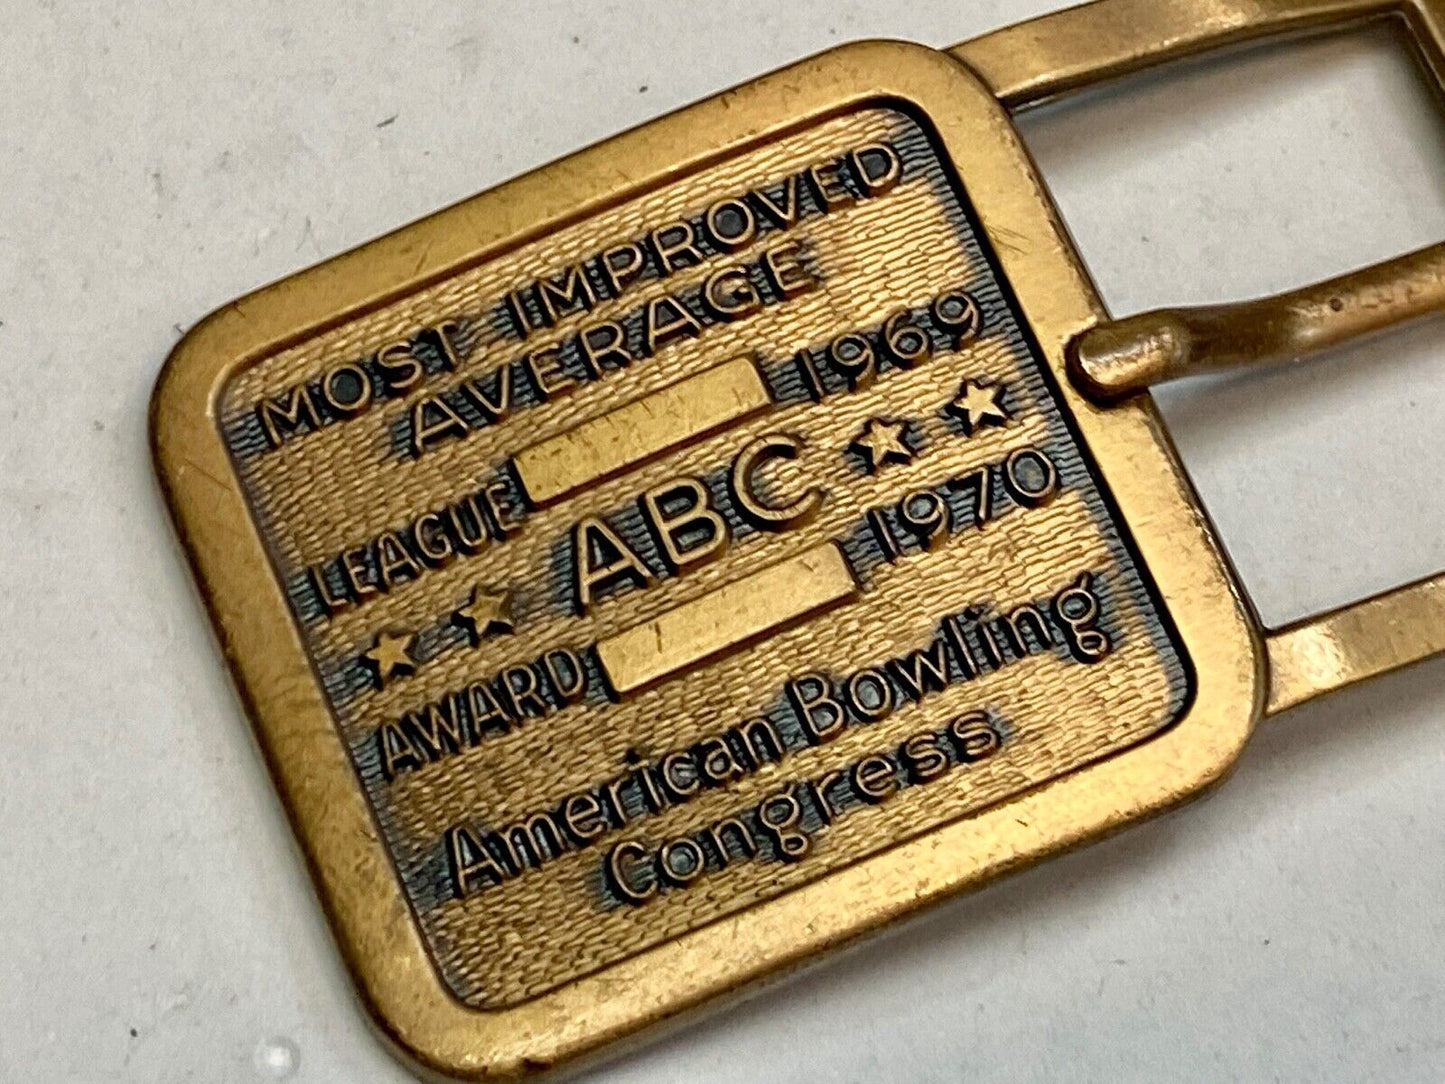 MOST IMPROVED
AVERAGE
LEAGUE 1969
ABC
AWARD 1970
American Bowling
Congress